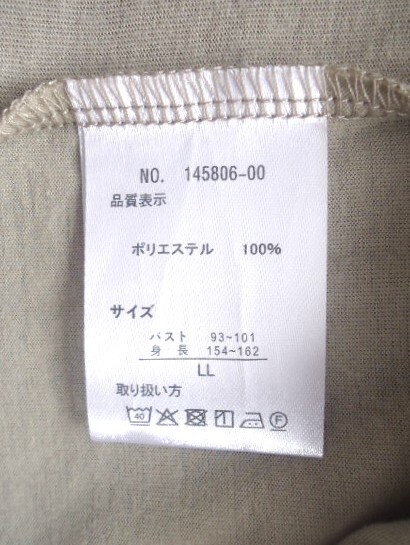 NO. 145806-00
品質表示
ポリエステル 100%
サイズ
バスト 93~101
身長 154~162
LL
取り扱い方
40 F